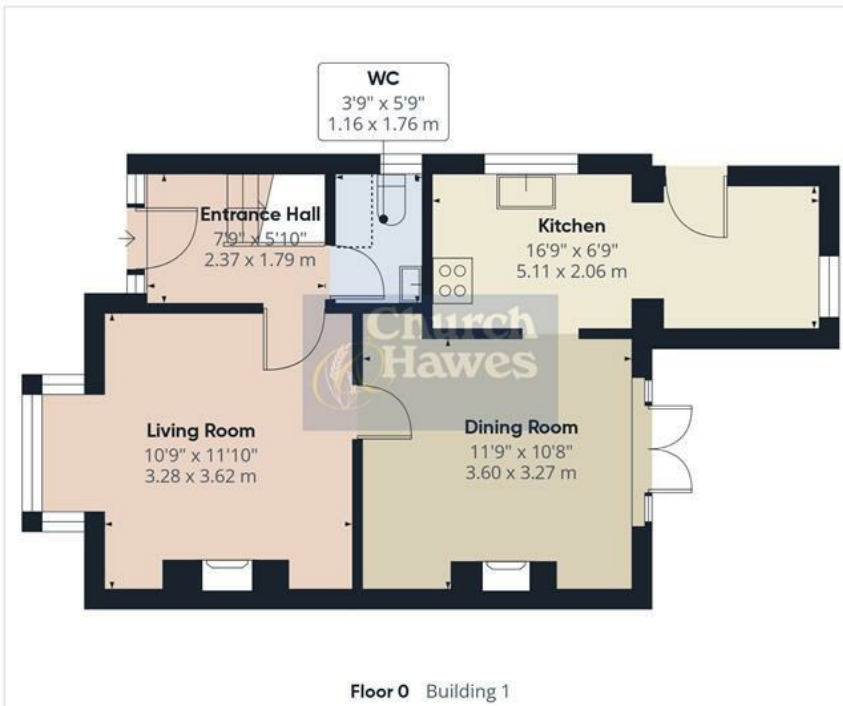 WC
3'9" x 5'9"
1.16 x 1.76 m
Entrance Hall
7'9" x 5'10"
2.37 x 1.79 m
Kitchen
16'9" x 6'9"
5.11 x 2.06 m
Church
Hawes
Living Room
10'9" x 11'10"
3.28 x 3.62 m
Dining Room
11'9" x 10'8"
3.60 x 3.27 m
Floor 0 Building 1